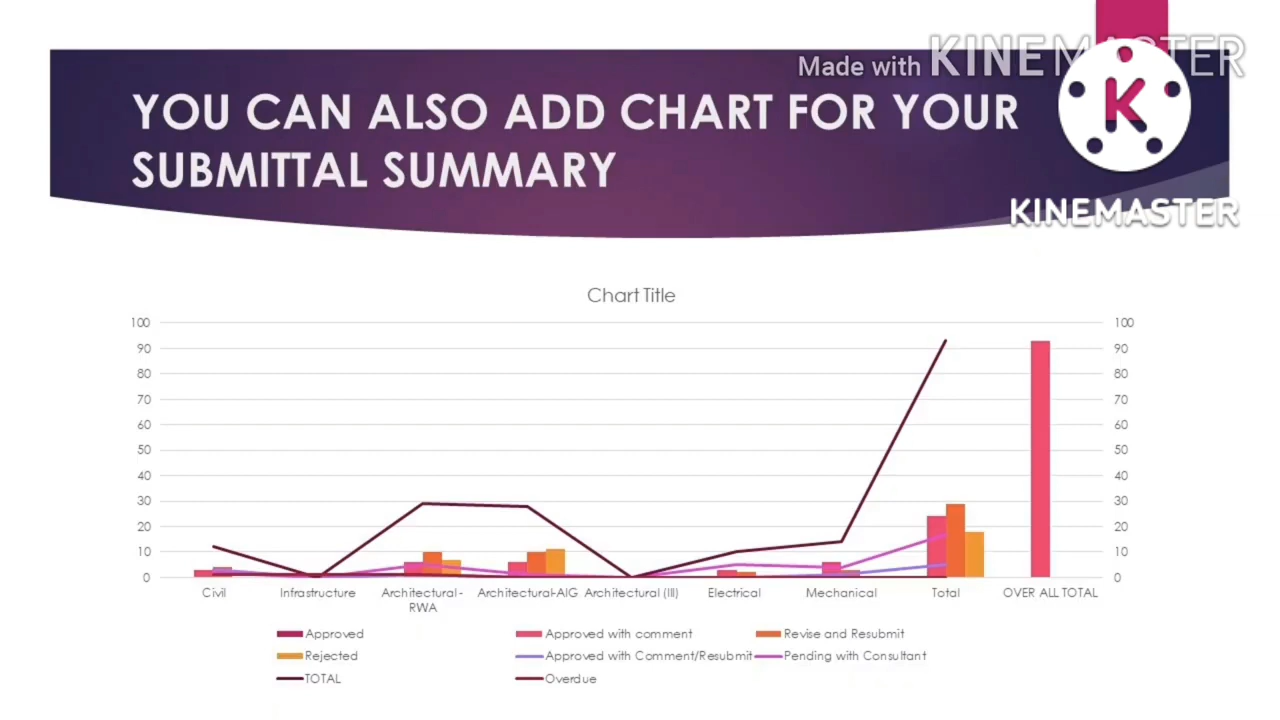 Made with KINEMASTER
YOU CAN ALSO ADD CHART FOR YOUR
SUBMITTAL SUMMARY
K
KINEMASTER
Chart Title
100 100
90 90
80 80
70 70
60 60
50 50
40 40
30 30
20 20
10 10
0 0
Civil Infrastructure Architectural - Architectural-AIG Architectural (III) Electrical Mechanical Total OVER ALL TOTAL
RWA
Approved Approved with comment Revise and Resubmit
Rejected Approved with Comment/Resubmit Pending with Consultant
TOTAL Overdue